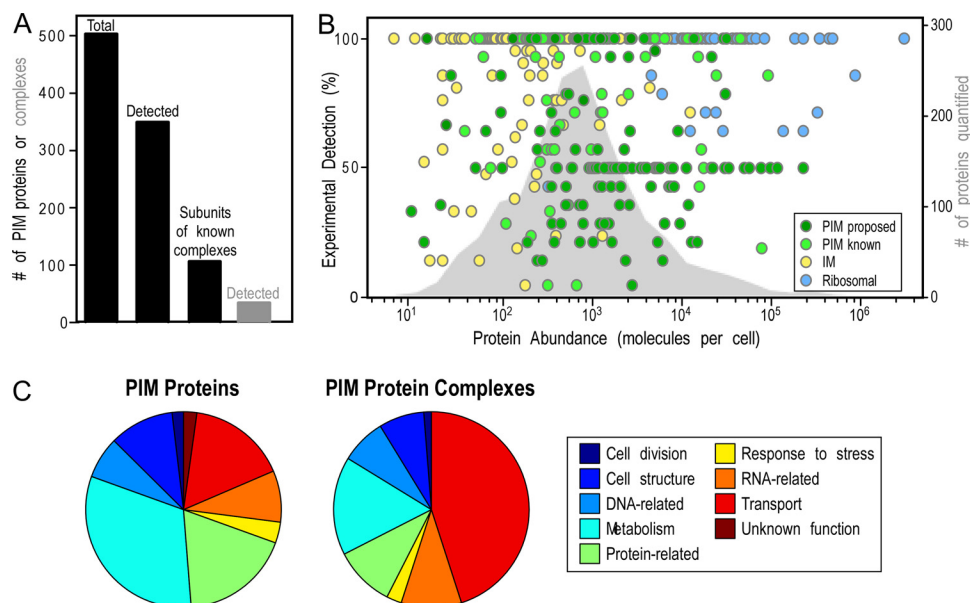 A
# of PIM proteins or complexes
500
400
300
200
100
0
Total
Detected
Subunits
of known
complexes
Detected
B
Experimental Detection (%)
100
50
0
10¹
10²
10³
10⁴
10⁵
10⁶
Protein Abundance (molecules per cell)
300
200
100
0
# of proteins quantified
PIM proposed
PIM known
IM
Ribosomal
C
PIM Proteins
PIM Protein Complexes
Cell division
Cell structure
DNA-related
Metabolism
Protein-related
Response to stress
RNA-related
Transport
Unknown function